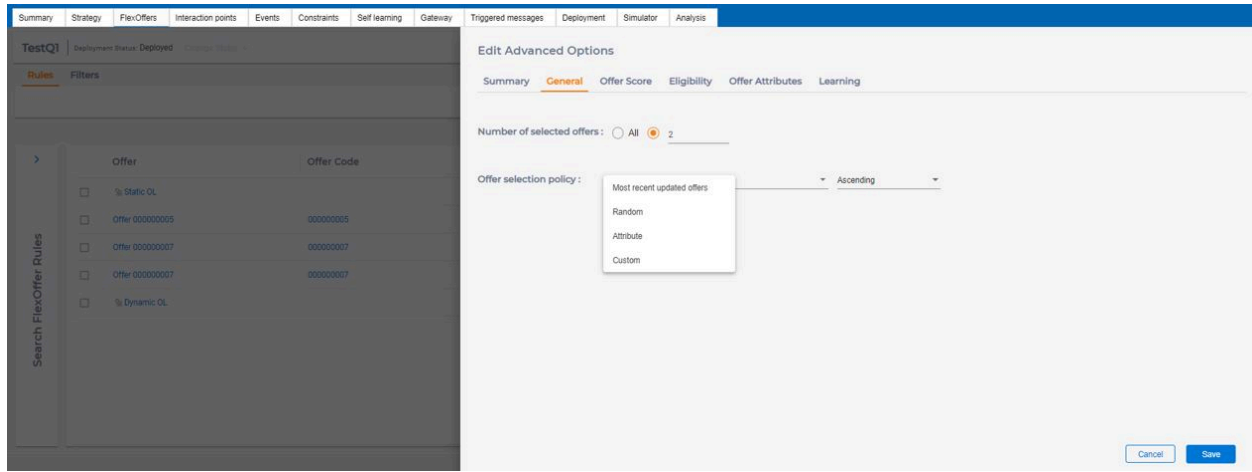 Summary Strategy FlexOffers Interaction points Events Constraints Self learning Gateway Triggered messages Deployment Simulator Analysis
TestQ1 Deployment Status: Deployed
Rules Filters
Search FlexOffer Rules
Offer Offer Code
Static OL
Offer 000000005 000000005
Offer 000000007 000000007
Offer 000000007 000000007
Dynamic OL
Edit Advanced Options
Summary General Offer Score Eligibility Offer Attributes Learning
Number of selected offers : All 2
Offer selection policy : Ascending
Most recent updated offers
Random
Attribute
Custom
Cancel Save